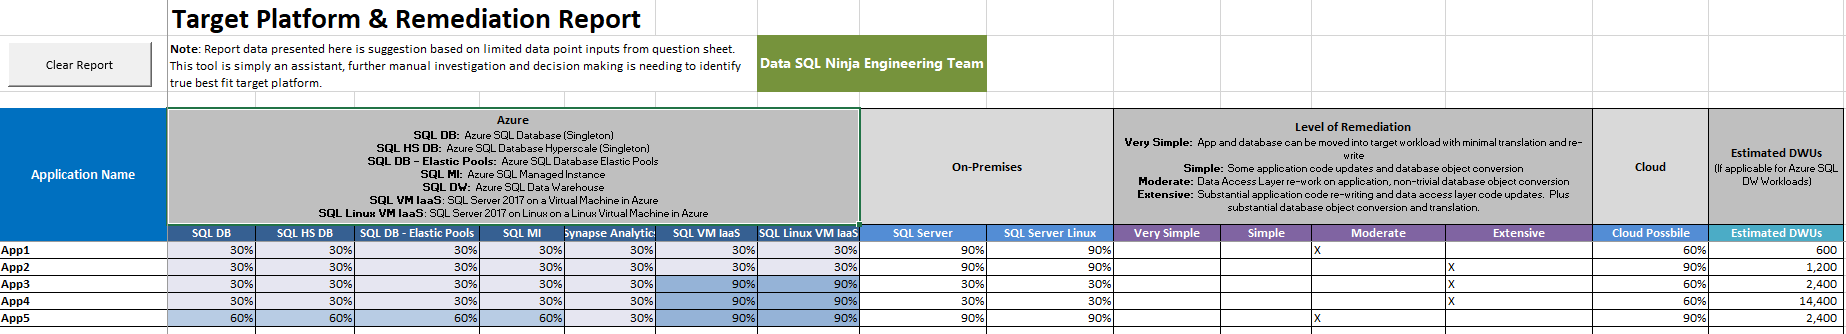 Target Platform & Remediation Report
Clear Report
Note: Report data presented here is suggestion based on limited data point inputs from question sheet.
This tool is simply an assistant, further manual investigation and decision making is needing to identify
true best fit target platform.
Data SQL Ninja Engineering Team
Application Name
Azure
SQL DB: Azure SQL Database (Singleton)
SQL HS DB: Azure SQL Database Hyperscale (Singleton)
SQL DB - Elastic Pools: Azure SQL Database Elastic Pools
SQL MI: Azure SQL Managed Instance
SQL DW: Azure SQL Data Warehouse
SQL VM IaaS: SQL Server 2017 on a Virtual Machine in Azure
SQL Linux VM IaaS: SQL Server 2017 on Linux on a Linux Virtual Machine in Azure
On-Premises
Level of Remediation
Very Simple: App and database can be moved into target workload with minimal translation and re-
write
Simple: Some application code updates and database object conversion
Moderate: Data Access Layer re-work on application, non-trivial database object conversion
Extensive: Substantial application code re-writing and data access layer code updates. Plus
substantial database object conversion and translation.
Cloud
Estimated DWUs
(If applicable for Azure SQL
DW Workloads)
SQL DB SQL HS DB SQL DB - Elastic Pools SQL MI Synapse Analytic SQL VM IaaS SQL Linux VM IaaS SQL Server SQL Server Linux Very Simple Simple Moderate Extensive Cloud Possbile Estimated DWUs
App1 30% 30% 30% 30% 30% 30% 30% 90% 90% X 60% 600
App2 30% 30% 30% 30% 30% 30% 30% 90% 90% X 90% 1,200
App3 30% 30% 30% 30% 30% 90% 90% 30% 30% X 60% 2,400
App4 30% 30% 30% 30% 30% 90% 90% 30% 30% X 60% 14,400
App5 60% 60% 60% 60% 30% 90% 90% 90% 90% X 90% 2,400